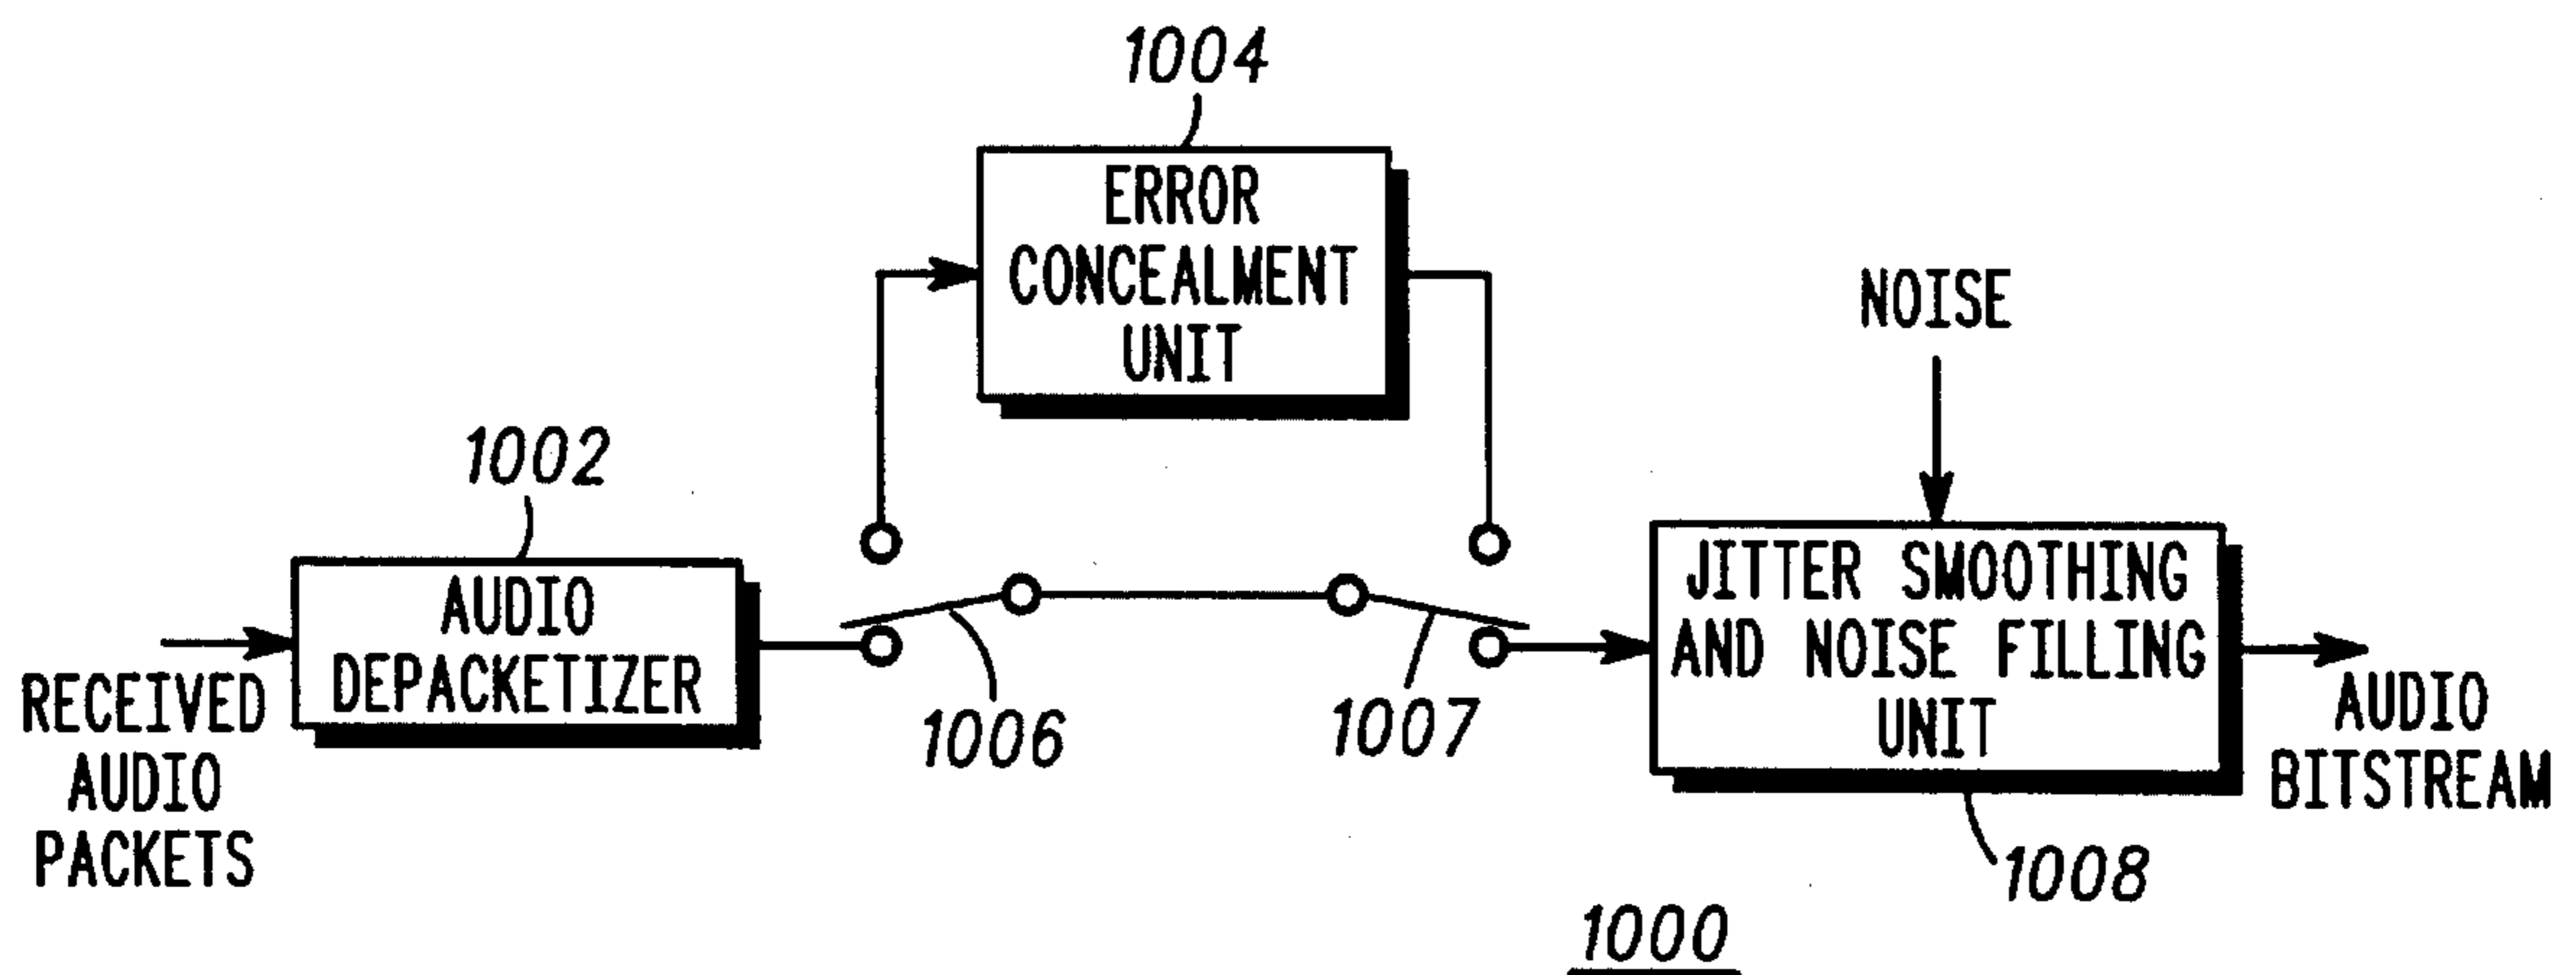 1004
ERROR
CONCEALMENT
UNIT
NOISE
1002
AUDIO
DEPACKETIZER
RECEIVED
AUDIO
PACKETS
1006
1007
JITTER SMOOTHING
AND NOISE FILLING
UNIT
AUDIO
BITSTREAM
1008
1000